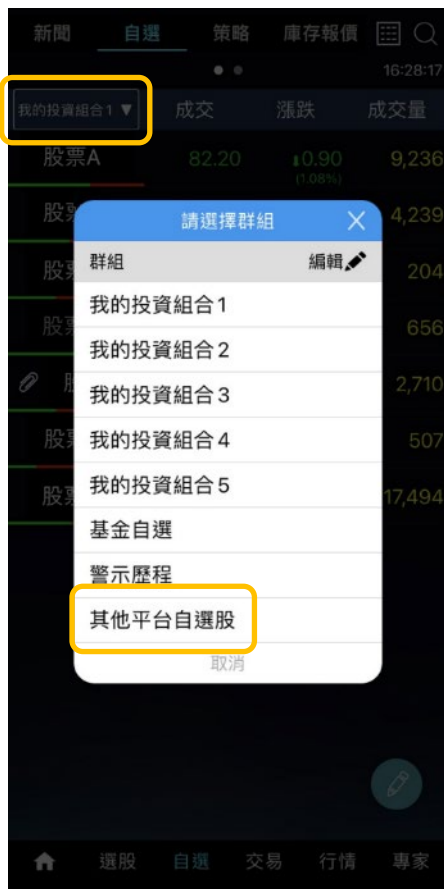 新聞 自選 策略 庫存報價
16:28:17
我的投資組合1 ▼ 成交 漲跌 成交量
股票A 82.20 0.90 9,236
(1.08%)
請選擇群組 X
4,239
群組 編輯
204
我的投資組合1
我的投資組合2
656
我的投資組合3
2,710
我的投資組合4
507
我的投資組合5
17,494
基金自選
警示歷程
其他平台自選股
取消
選股 自選 交易 行情 專家